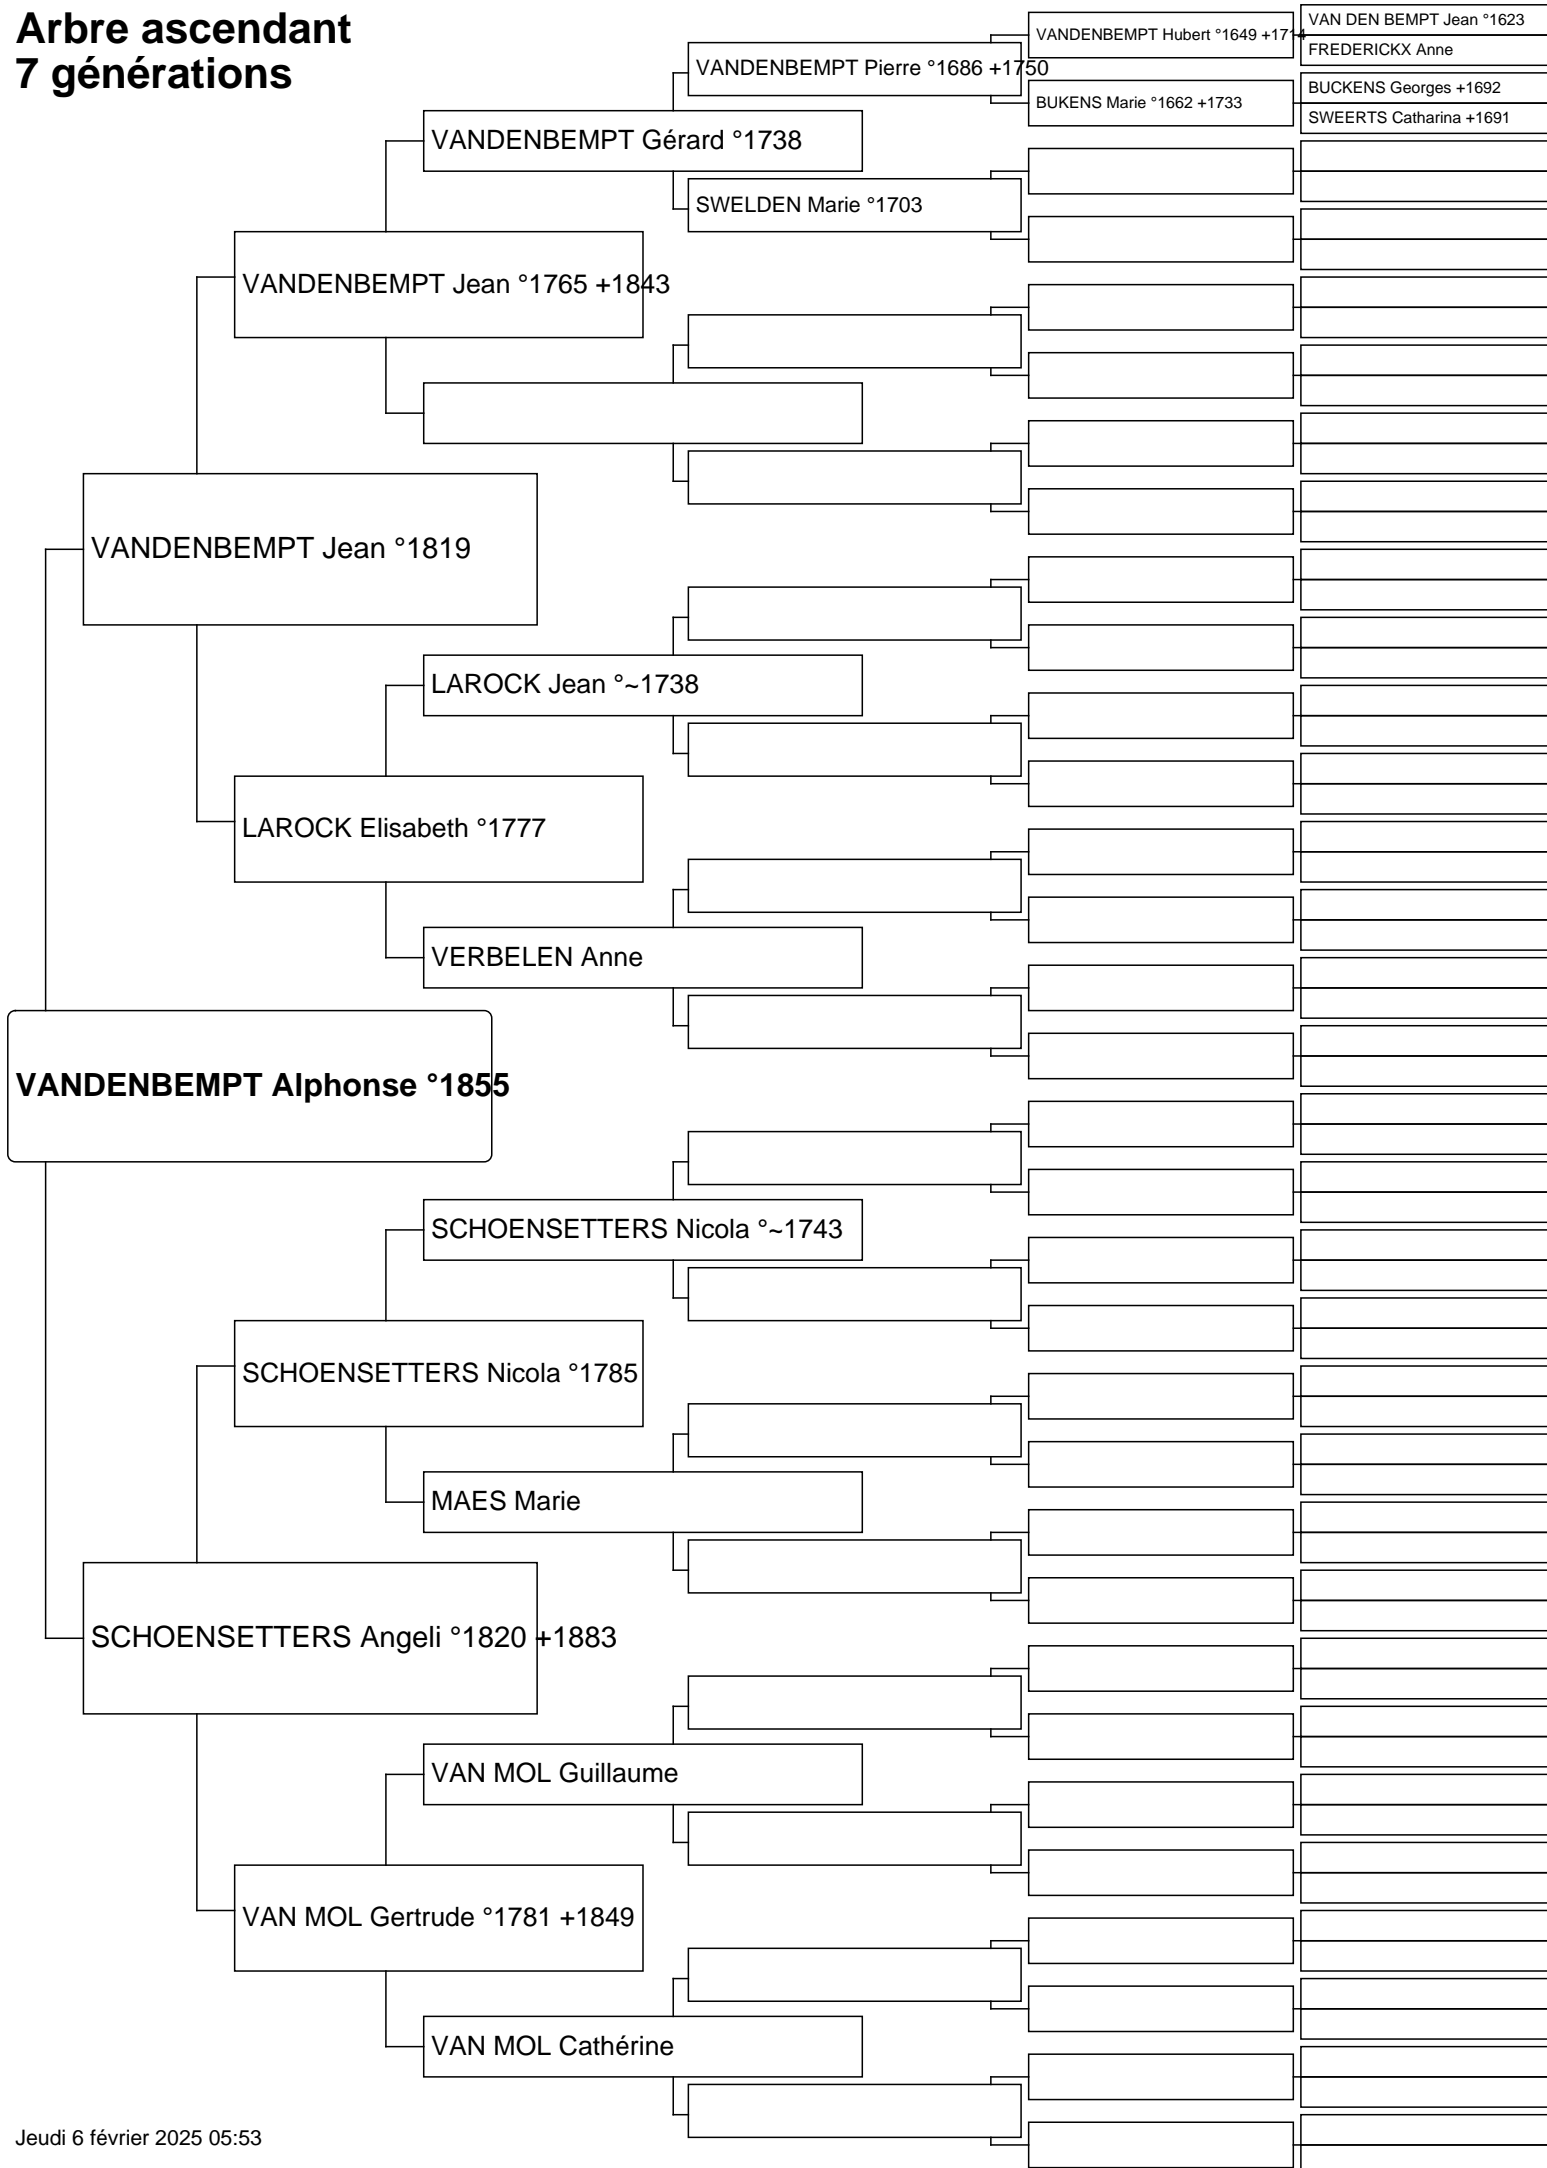 Arbre ascendant
7 générations
VAN DEN BEMPT Jean °1623
VANDENBEMPT Hubert °1649 +1714
FREDERICKX Anne
VANDENBEMPT Pierre °1686 +1750
BUCKENS Georges +1692
BUKENS Marie °1662 +1733
SWEERTS Catharina +1691
VANDENBEMPT Gérard °1738
SWELDEN Marie °1703
VANDENBEMPT Jean °1765 +1843
VANDENBEMPT Jean °1819
LAROCK Jean °~1738
LAROCK Elisabeth °1777
VERBELEN Anne
VANDENBEMPT Alphonse °1855
SCHOENSETTERS Nicola °~1743
SCHOENSETTERS Nicola °1785
MAES Marie
SCHOENSETTERS Angeli °1820 +1883
VAN MOL Guillaume
VAN MOL Gertrude °1781 +1849
VAN MOL Cathérine
Jeudi 6 février 2025 05:53